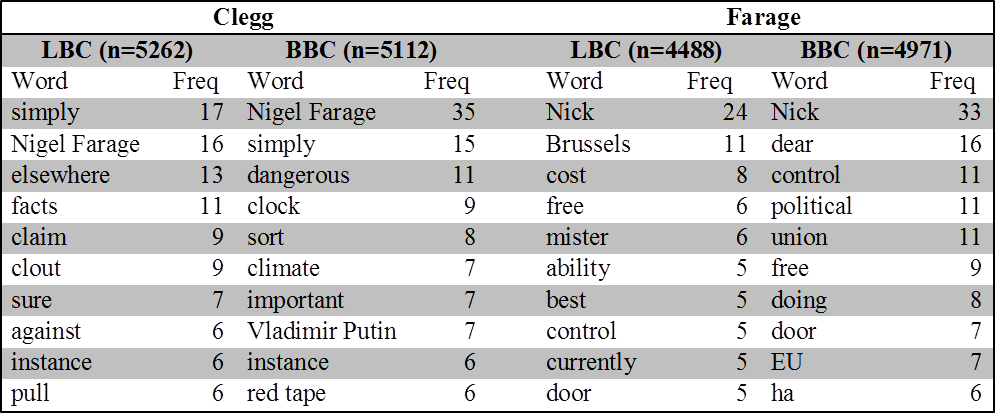 Clegg Farage
LBC (n=5262) BBC (n=5112) LBC (n=4488) BBC (n=4971)
Word Freq Word Freq Word Freq Word Freq
simply 17 Nigel Farage 35 Nick 24 Nick 33
Nigel Farage 16 simply 15 Brussels 11 dear 16
elsewhere 13 dangerous 11 cost 8 control 11
facts 11 clock 9 free 6 political 11
claim 9 sort 8 mister 6 union 11
clout 9 climate 7 ability 5 free 9
sure 7 important 7 best 5 doing 8
against 6 Vladimir Putin 7 control 5 door 7
instance 6 instance 6 currently 5 EU 7
pull 6 red tape 6 door 5 ha 6